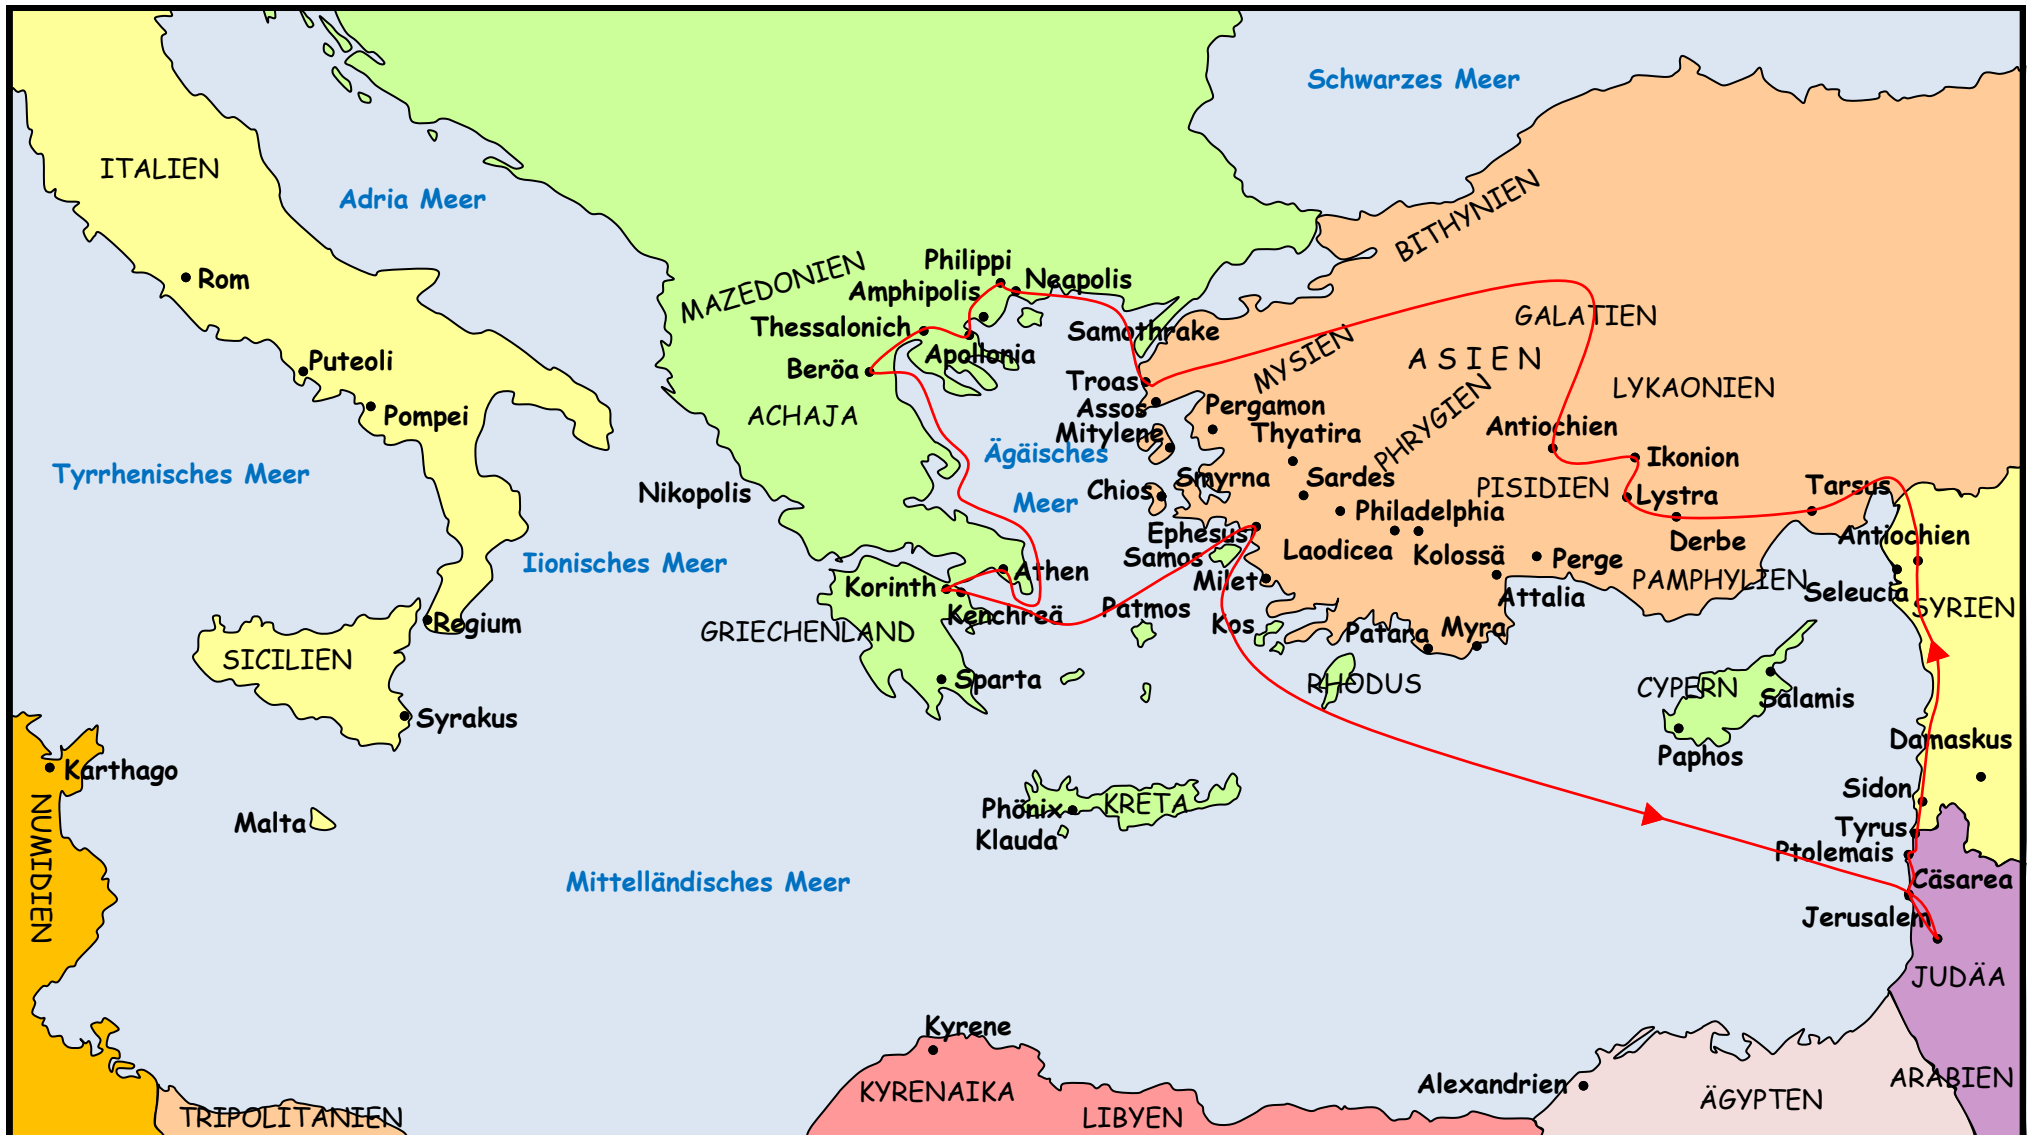 Schwarzes Meer
ITALIEN
Adria Meer
BITHYNIEN
Rom
MAZEDONIEN
Philippi
Neapolis
Amphipolis
Thessalonich
Apollonia
Beröa
Samothrake
GALATIEN
MYSIEN
ASIEN
Puteoli
Pompei
ACHAJA
Troas
Assos
Mitylene
Pergamon
Thyatira
PHRYGIEN
LYKAONIEN
Antiochien
Ikonion
Tyrrhenisches Meer
Ägäisches
Meer
Nikopolis
Chios
Smyrna
Sardes
PISIDIEN
Lystra
Tarsus
Philadelphia
Iionisches Meer
Ephesus
Samos
Laodicea
Kolossä
Perge
Derbe
Antiochien
Athen
Korinth
Kenchreä
Milet
Patmos
Kos
Attalia
PAMPHYLIEN
Seleucia
SYRIEN
Regium
GRIECHENLAND
Patara
Myra
SICILIEN
Sparta
RHODUS
CYPERN
Salamis
Syrakus
Paphos
Damaskus
Karthago
NUMIDIEN
Malta
Phönix
KRETA
Klauda
Sidon
Tyrus
Ptolemais
Mittelländisches Meer
Cäsarea
Jerusalem
JUDÄA
Kyrene
KYRENAIKA
Alexandrien
ARABIEN
ÄGYPTEN
TRIPOLITANIEN
LIBYEN